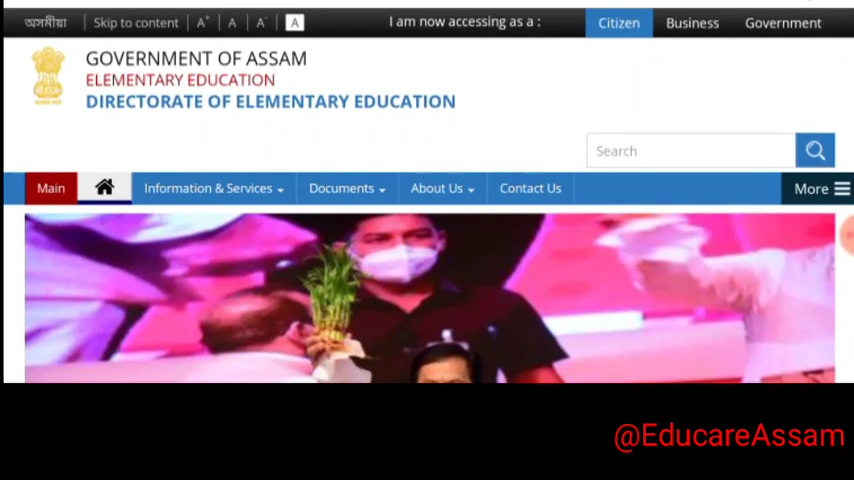 অসমীয়া Skip to content A+ A A- A I am now accessing as a : Citizen Business Government
GOVERNMENT OF ASSAM
ELEMENTARY EDUCATION
DIRECTORATE OF ELEMENTARY EDUCATION
Search
Main Information & Services Documents About Us Contact Us More
@EducareAssam